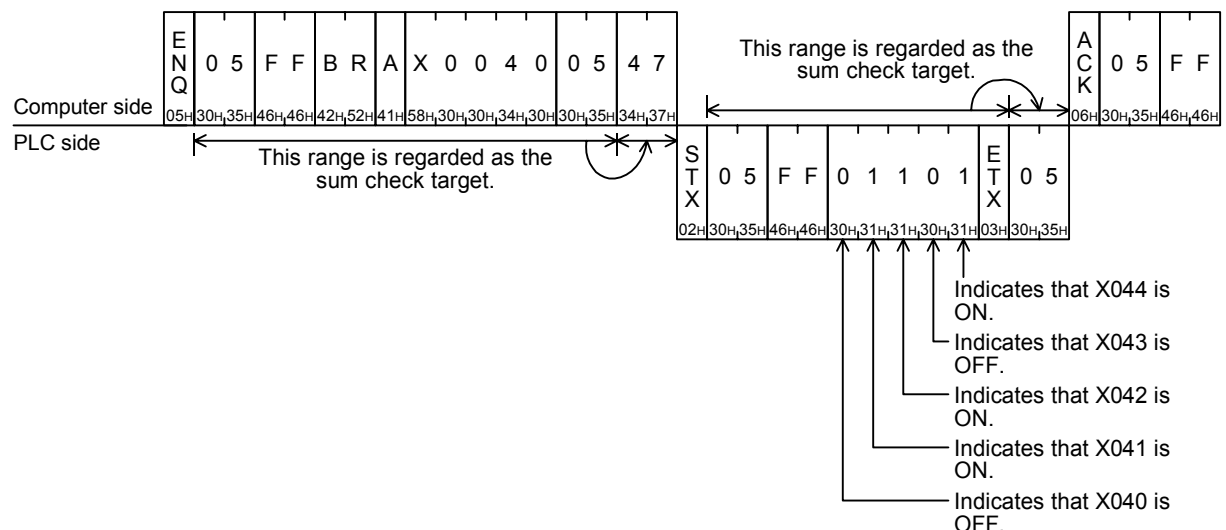 ENQ 0 5 F F B R A X 0 0 4 0 0 5 4 7
05H 30H,35H 46H,46H 42H,52H 41H 58H,30H,30H,34H,30H 30H,35H 34H,37H
This range is regarded as the
sum check target.
ACK 0 5 F F
06H 30H,35H 46H,46H
Computer side
PLC side
This range is regarded as the
sum check target.
STX 0 5 F F 0 1 1 0 1 ETX 0 5
02H 30H,35H 46H,46H 30H,31H,31H,30H,31H 03H 30H,35H
Indicates that X044 is
ON.
Indicates that X043 is
OFF.
Indicates that X042 is
ON.
Indicates that X041 is
ON.
Indicates that X040 is
OFF.